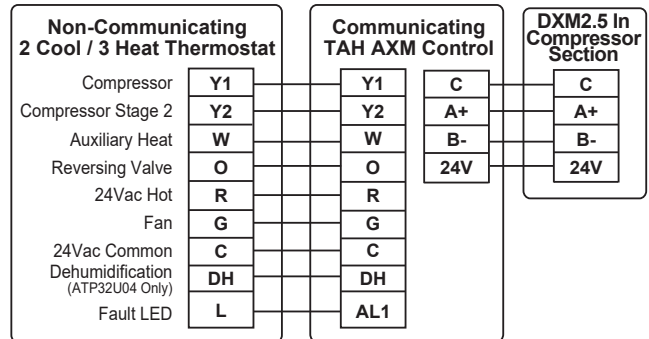 Non-Communicating
2 Cool / 3 Heat Thermostat
Compressor Y1
Compressor Stage 2 Y2
Auxiliary Heat W
Reversing Valve O
24Vac Hot R
Fan G
24Vac Common C
Dehumidification
(ATP32U04 Only) DH
Fault LED L
Communicating
TAH AXM Control
Y1
Y2
W
O
R
G
C
DH
AL1
C
A+
B-
24V
DXM2.5 In
Compressor
Section
C
A+
B-
24V